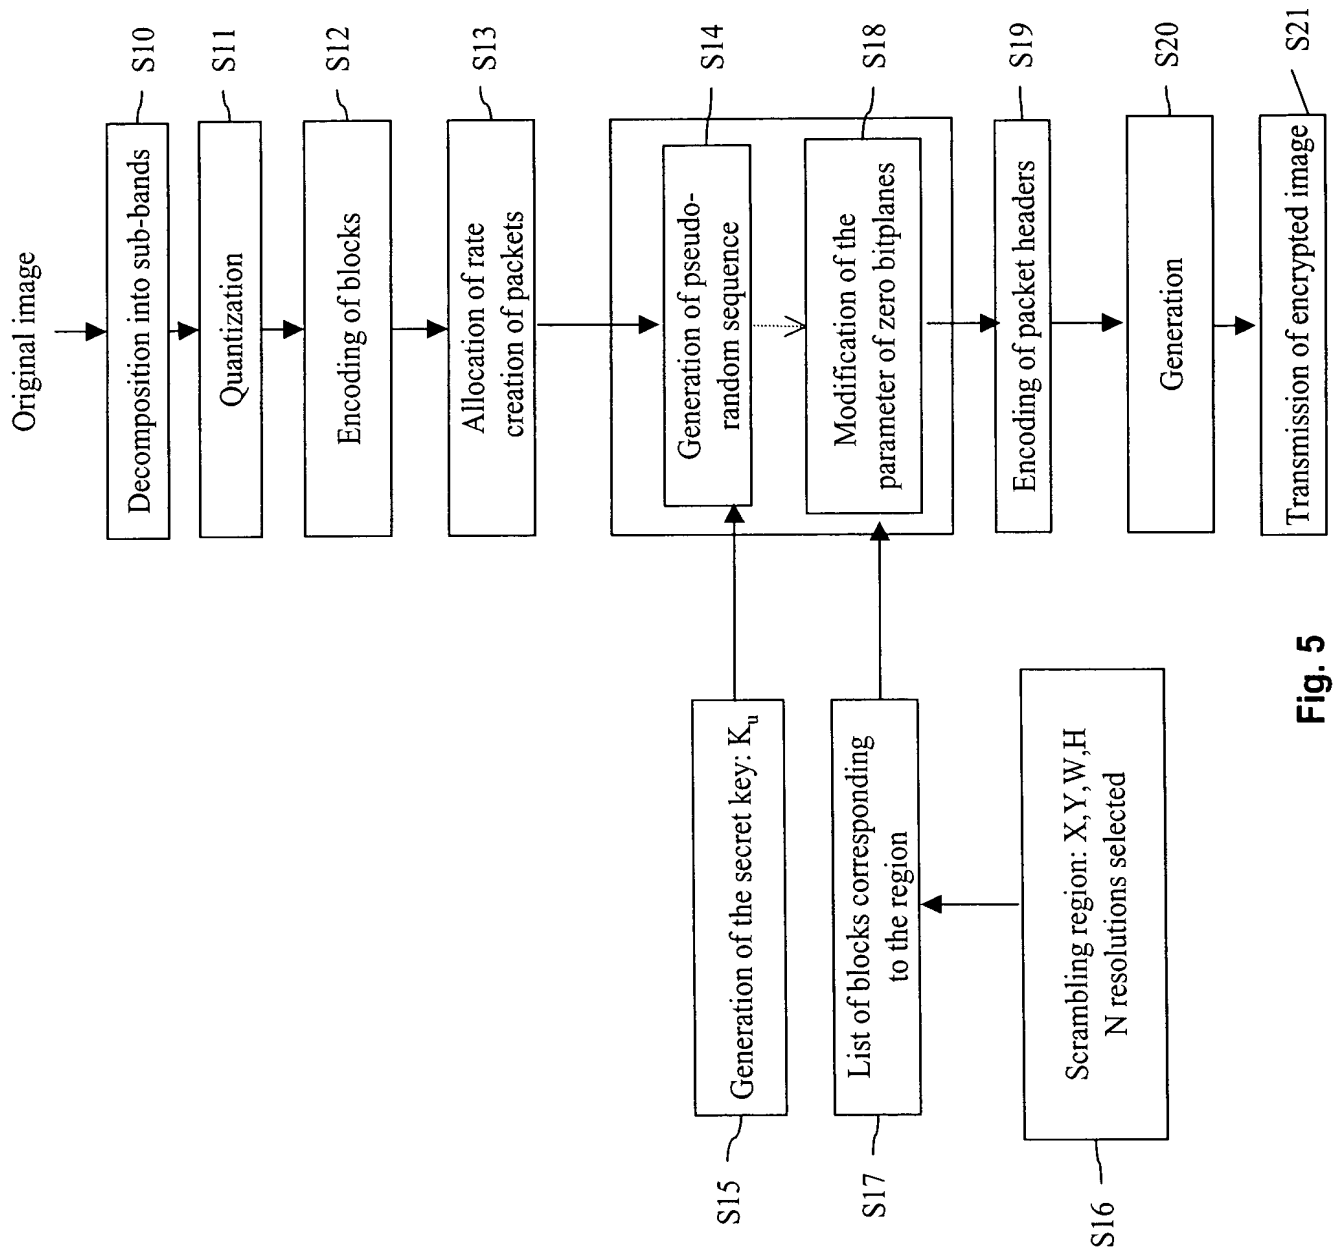 Original image
Decomposition into sub-bands
S10
Quantization
S11
Encoding of blocks
S12
Allocation of rate
creation of packets
S13
Generation of pseudo-
random sequence
S14
Generation of the secret key: Ku
S15
Scrambling region: X,Y,W,H
N resolutions selected
S16
List of blocks corresponding
to the region
S17
Modification of the
parameter of zero bitplanes
S18
Encoding of packet headers
S19
Generation
S20
Transmission of encrypted image
S21
Fig. 5